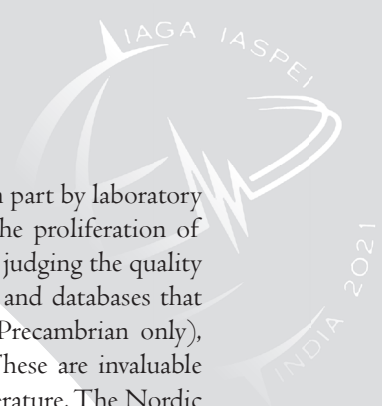 IAGA IASPEI
INDIA 2021
n part by laboratory
he proliferation of
judging the quality
and databases that
Precambrian only),
These are invaluable
erature. The Nordic